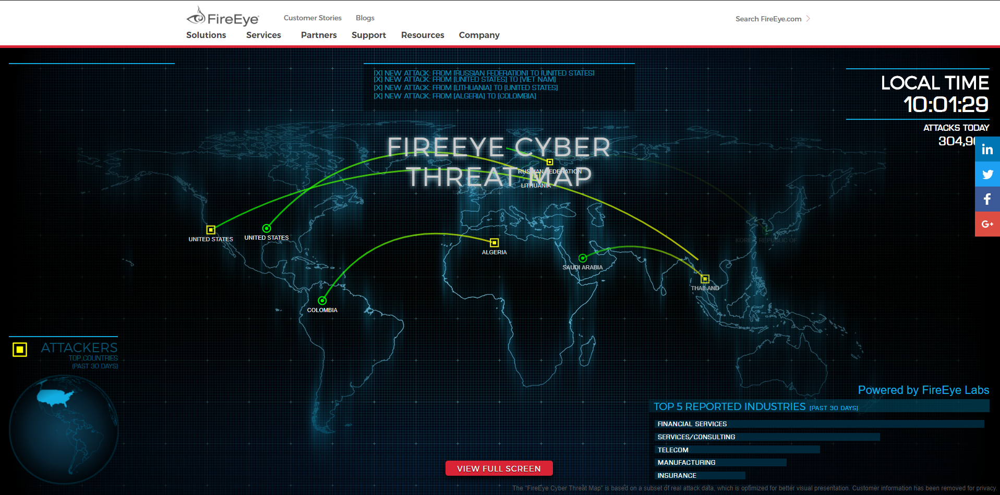 FireEye
Customer Stories
Blogs
Search FireEye.com
Solutions
Services
Partners
Support
Resources
Company
[X] NEW ATTACK: FROM [RUSSIAN FEDERATION] TO [UNITED STATES]
[X] NEW ATTACK: FROM [UNITED STATES] TO [VIET NAM]
[X] NEW ATTACK: FROM [LITHUANIA] TO [UNITED STATES]
[X] NEW ATTACK: FROM [ALGERIA] TO [COLOMBIA]
LOCAL TIME
10:01:29
ATTACKS TODAY
in
f
G+
FIREEYE CYBER
THREAT MAP
RUSSIAN FEDERATION
LITHUANIA
UNITED STATES
UNITED STATES
KOREA, REPUBLIC OF
ALGERIA
SAUDI ARABIA
THAILAND
COLOMBIA
ATTACKERS
TOP COUNTRIES
(PAST 30 DAYS)
Powered by FireEye Labs
TOP 5 REPORTED INDUSTRIES [PAST 30 DAYS]
FINANCIAL SERVICES
SERVICES/CONSULTING
TELECOM
MANUFACTURING
INSURANCE
VIEW FULL SCREEN
The "FireEye Cyber Threat Map" is based on a subset of real attack data, which is optimized for better visual presentation. Customer information has been removed for privacy.